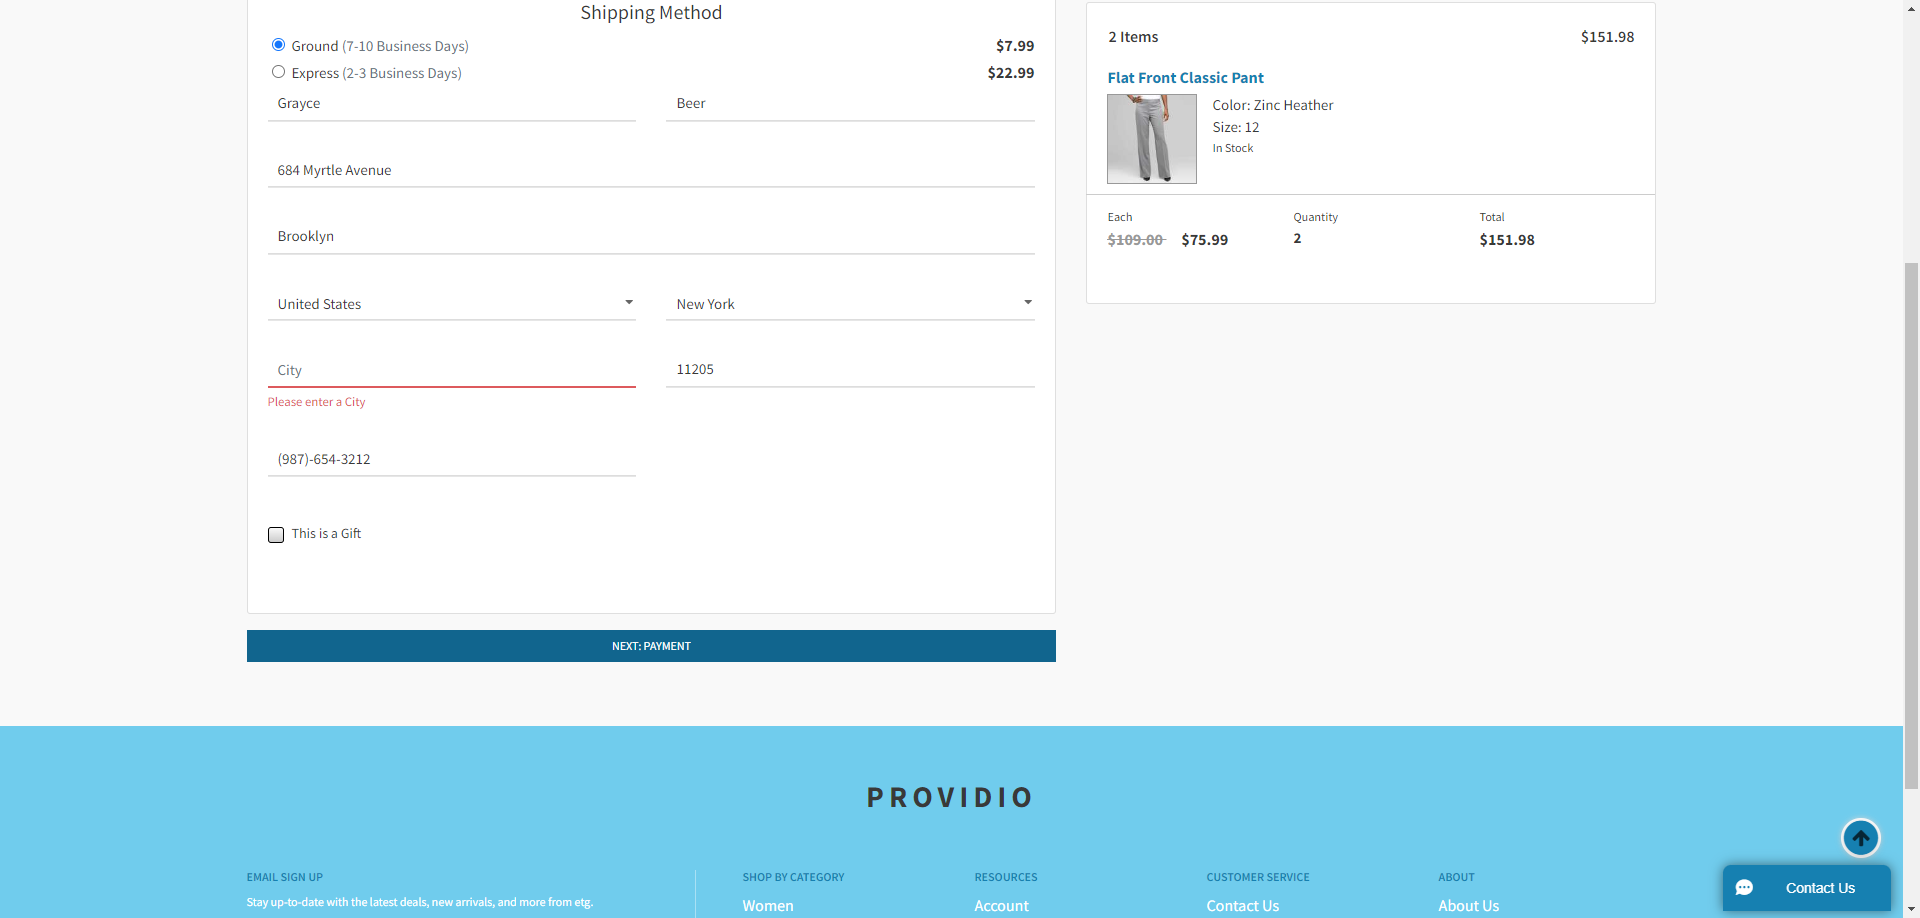 Shipping Method
Ground (7-10 Business Days) $7.99
Express (2-3 Business Days) $22.99
Grayce Beer
684 Myrtle Avenue
Brooklyn
United States New York
City 11205
Please enter a City
(987)-654-3212
This is a Gift
NEXT: PAYMENT
2 Items $151.98
Flat Front Classic Pant
Color: Zinc Heather
Size: 12
In Stock
Each Quantity Total
$109.00 $75.99 2 $151.98
PROVIDIO
EMAIL SIGN UP
Stay up-to-date with the latest deals, new arrivals, and more from etg.
SHOP BY CATEGORY
Women
RESOURCES
Account
CUSTOMER SERVICE
Contact Us
ABOUT
About Us
Contact Us